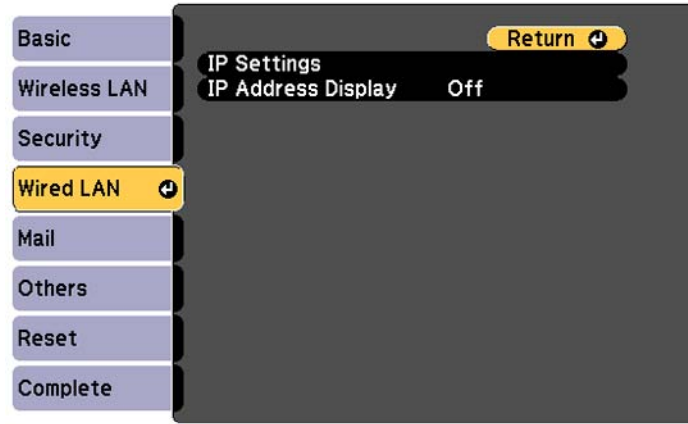 Basic
Wireless LAN
Security
Wired LAN
Mail
Others
Reset
Complete
Return
IP Settings
IP Address Display Off